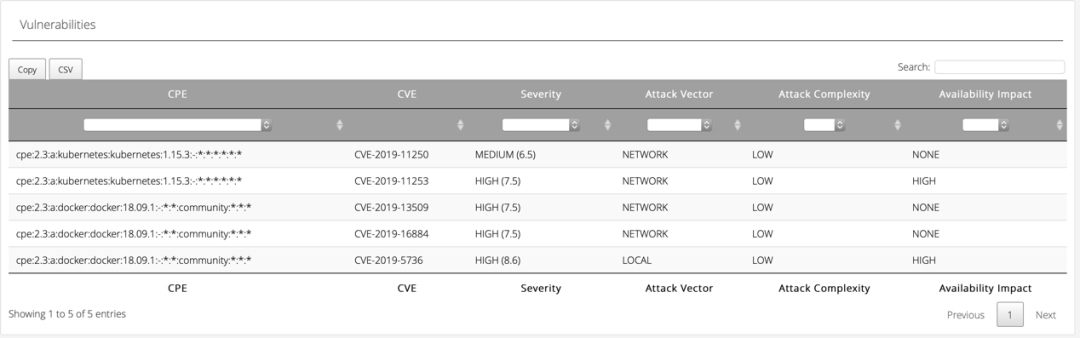 Vulnerabilities
Copy CSV Search:
CPE CVE Severity Attack Vector Attack Complexity Availability Impact
cpe:2.3:a:kubernetes:kubernetes:1.15.3:-:*:*:*:*:*:* CVE-2019-11250 MEDIUM (6.5) NETWORK LOW NONE
cpe:2.3:a:kubernetes:kubernetes:1.15.3:-:*:*:*:*:*:* CVE-2019-11253 HIGH (7.5) NETWORK LOW HIGH
cpe:2.3:a:docker:docker:18.09.1:-:*:*:community:*:*:* CVE-2019-13509 HIGH (7.5) NETWORK LOW NONE
cpe:2.3:a:docker:docker:18.09.1:-:*:*:community:*:*:* CVE-2019-16884 HIGH (7.5) NETWORK LOW NONE
cpe:2.3:a:docker:docker:18.09.1:-:*:*:community:*:*:* CVE-2019-5736 HIGH (8.6) LOCAL LOW HIGH
CPE CVE Severity Attack Vector Attack Complexity Availability Impact
Showing 1 to 5 of 5 entries Previous 1 Next